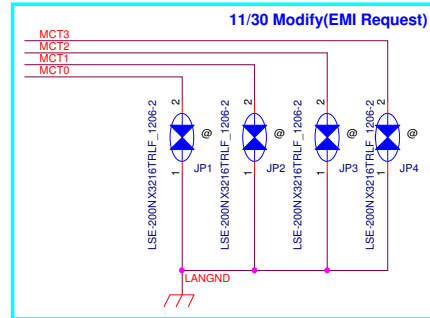 11/30 Modify(EMI Request)
MCT3
MCT2
MCT1
MCT0
2
2
2
2
@
@
@
@
LSE-200NX3216TRLF_1206-2
LSE-200NX3216TRLF_1206-2
LSE-200NX3216TRLF_1206-2
LSE-200NX3216TRLF_1206-2
1
1
1
1
JP1
JP2
JP3
JP4
LANGND